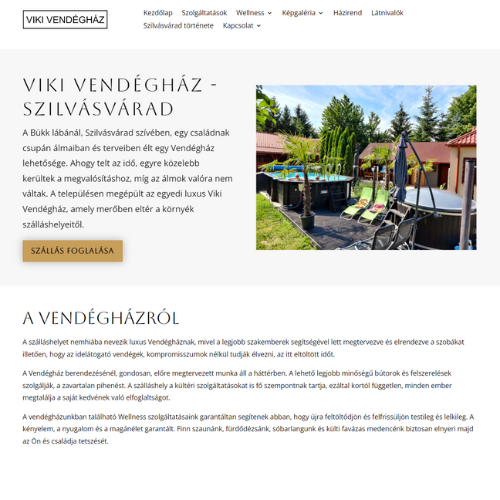 VIKI VENDÉGHÁZ
Kezdőlap Szolgáltatások Wellness Képgaléria Házirend Látnivalók
Szilvásvárad története Kapcsolat
VIKI VENDÉGHÁZ -
SZILVÁSVÁRAD
A Bükk lábánál, Szilvásvárad szívében, egy családnak
csupán álmaiban és terveiben élt egy Vendégház
lehetősége. Ahogy telt az idő, egyre közelebb
kerültek a megvalósításhoz, míg az álmok valóra nem
váltak. A településen megépült az egyedi luxus Viki
Vendégház, amely merőben eltér a környék
szálláshelyeitől.
SZÁLLÁS FOGLALÁSA
A VENDÉGHÁZRÓL
A szálláshelyet nemhiába nevezik luxus Vendégháznak, mivel a legjobb szakemberek segítségével lett megtervezve és elrendezve a szobákat
illetően, hogy az idelátogató vendégek, kompromisszumok nélkül tudják élvezni, az itt eltöltött időt.
A Vendégház berendezésénél, gondosan, előre megtervezett munka áll a háttérben. A lehető legjobb minőségű bútorok és felszerelések
szolgálják, a zavartalan pihenést. A szálláshely a kültéri szolgáltatásokat is fő szempontnak tartja, ezáltal kortól független, minden ember
megtalálja a saját kedvének való elfoglaltságot.
A vendégházunkban található Wellness szolgáltatásaink garantáltan segítenek abban, hogy újra feltöltődjön és felfrissüljön testileg és lelkileg. A
kényelem, a nyugalom és a magánélet garantált. Finn szaunánk, fürdődézsánk, sóbarlangunk és külti favázas medencénk biztosan elnyeri majd
az Ön és családja tetszését.